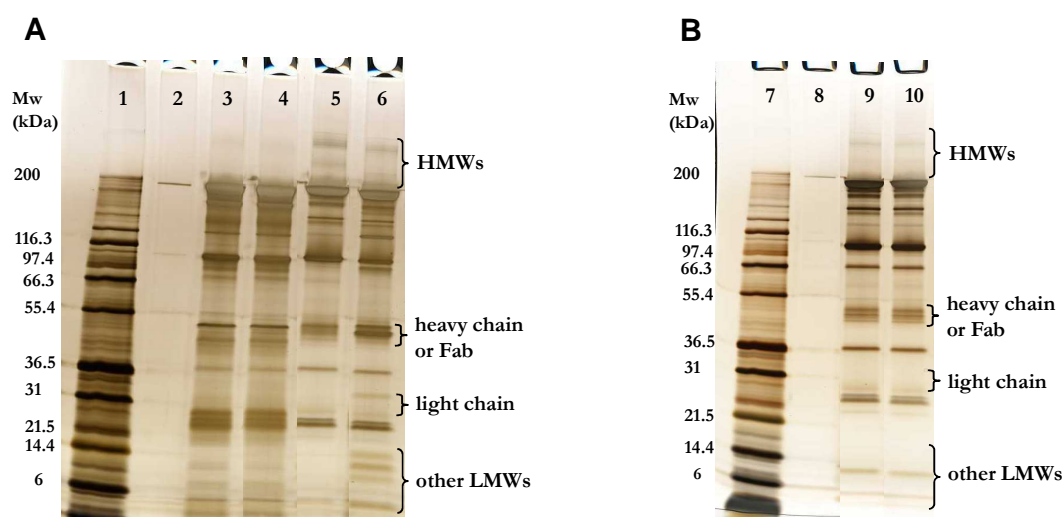 A
Mw
(kDa)
1 2 3 4 5 6
HMWs
200
116.3
97.4
66.3
55.4
heavy chain
or Fab
36.5
31
light chain
21.5
14.4
other LMWs
6
B
Mw
(kDa)
7 8 9 10
HMWs
200
116.3
97.4
66.3
55.4
heavy chain
or Fab
36.5
31
light chain
21.5
14.4
other LMWs
6